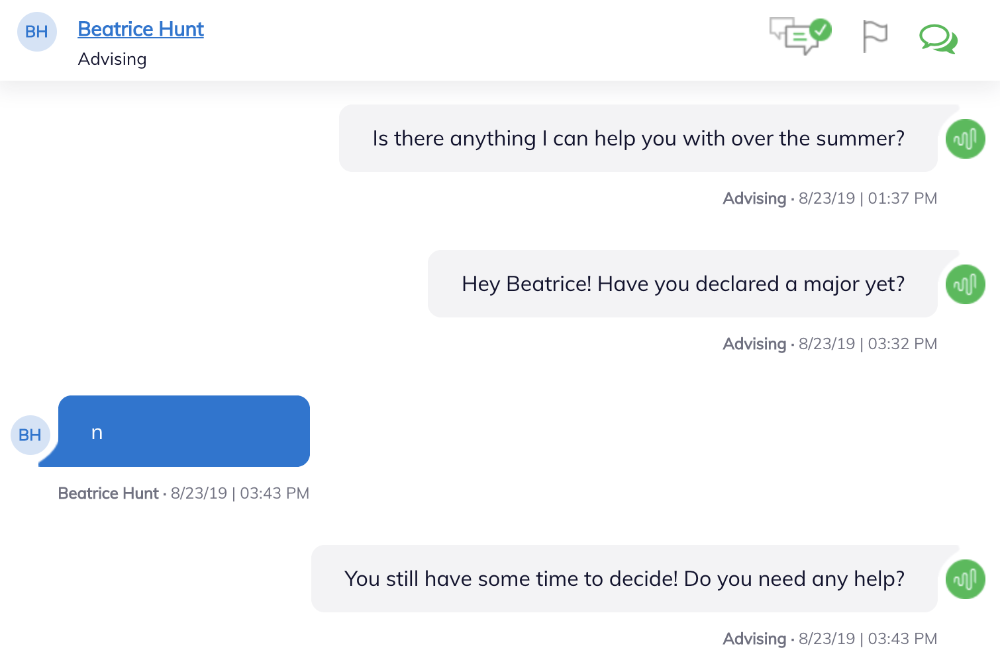 BH
Beatrice Hunt
Advising
Is there anything I can help you with over the summer?
Advising · 8/23/19 | 01:37 PM
Hey Beatrice! Have you declared a major yet?
Advising · 8/23/19 | 03:32 PM
BH
n
Beatrice Hunt · 8/23/19 | 03:43 PM
You still have some time to decide! Do you need any help?
Advising · 8/23/19 | 03:43 PM